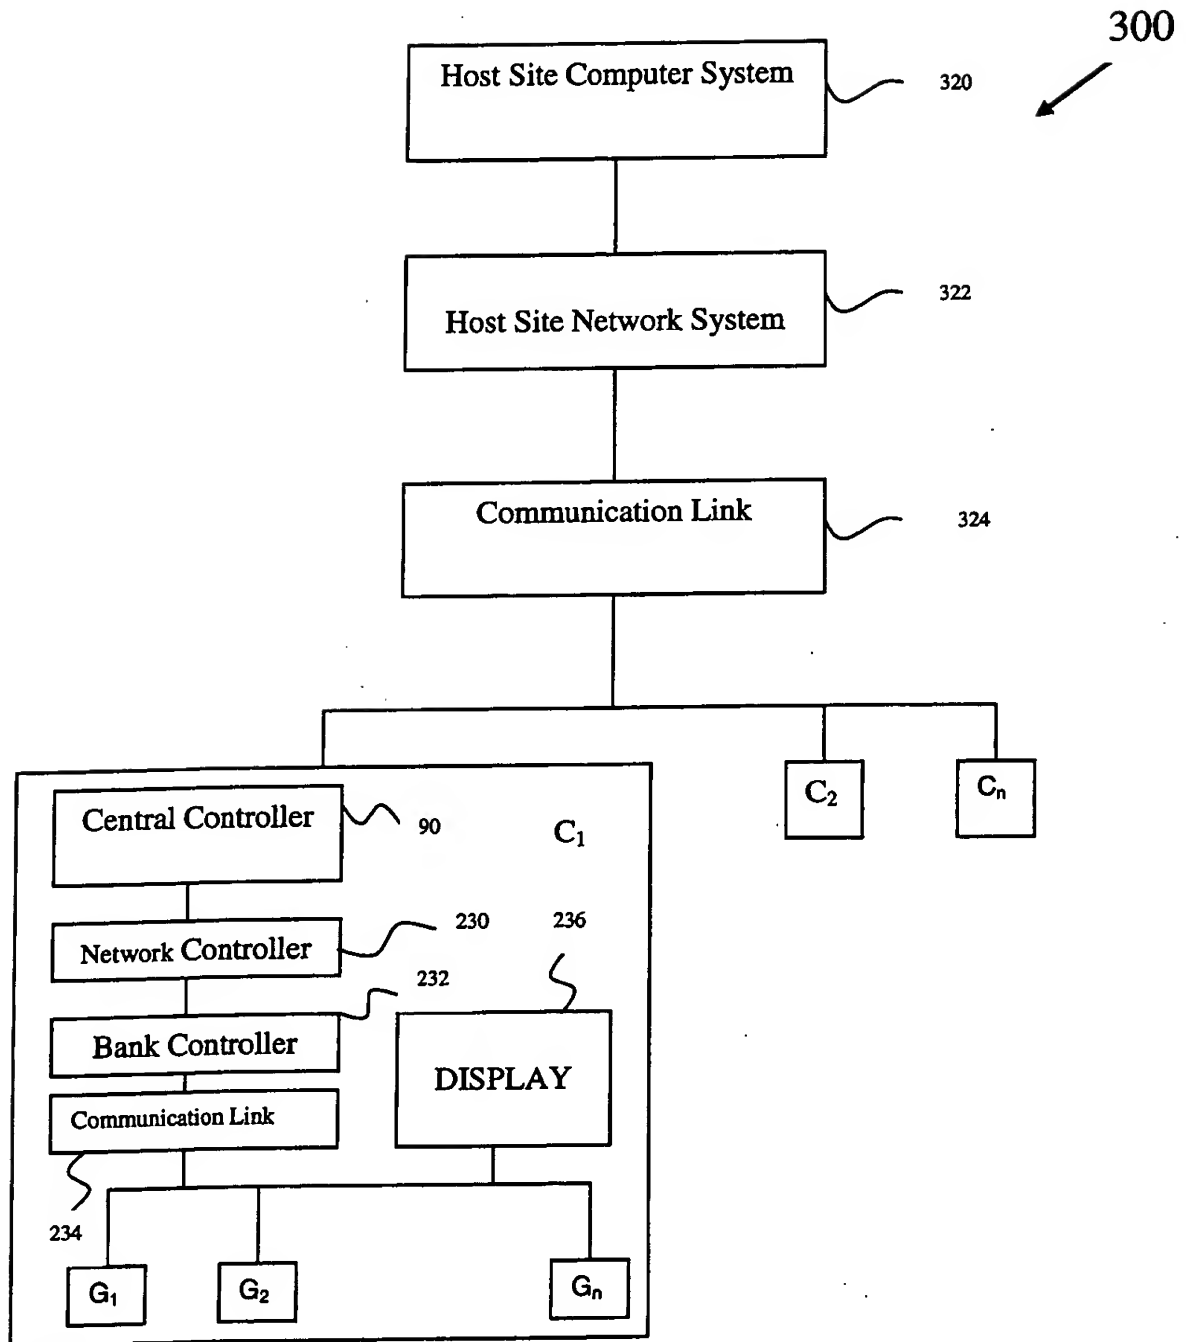 300
Host Site Computer System
320
Host Site Network System
322
Communication Link
324
Central Controller
90
C₁
C₂
Cₙ
Network Controller
230
236
232
Bank Controller
DISPLAY
Communication Link
234
G₁
G₂
Gₙ